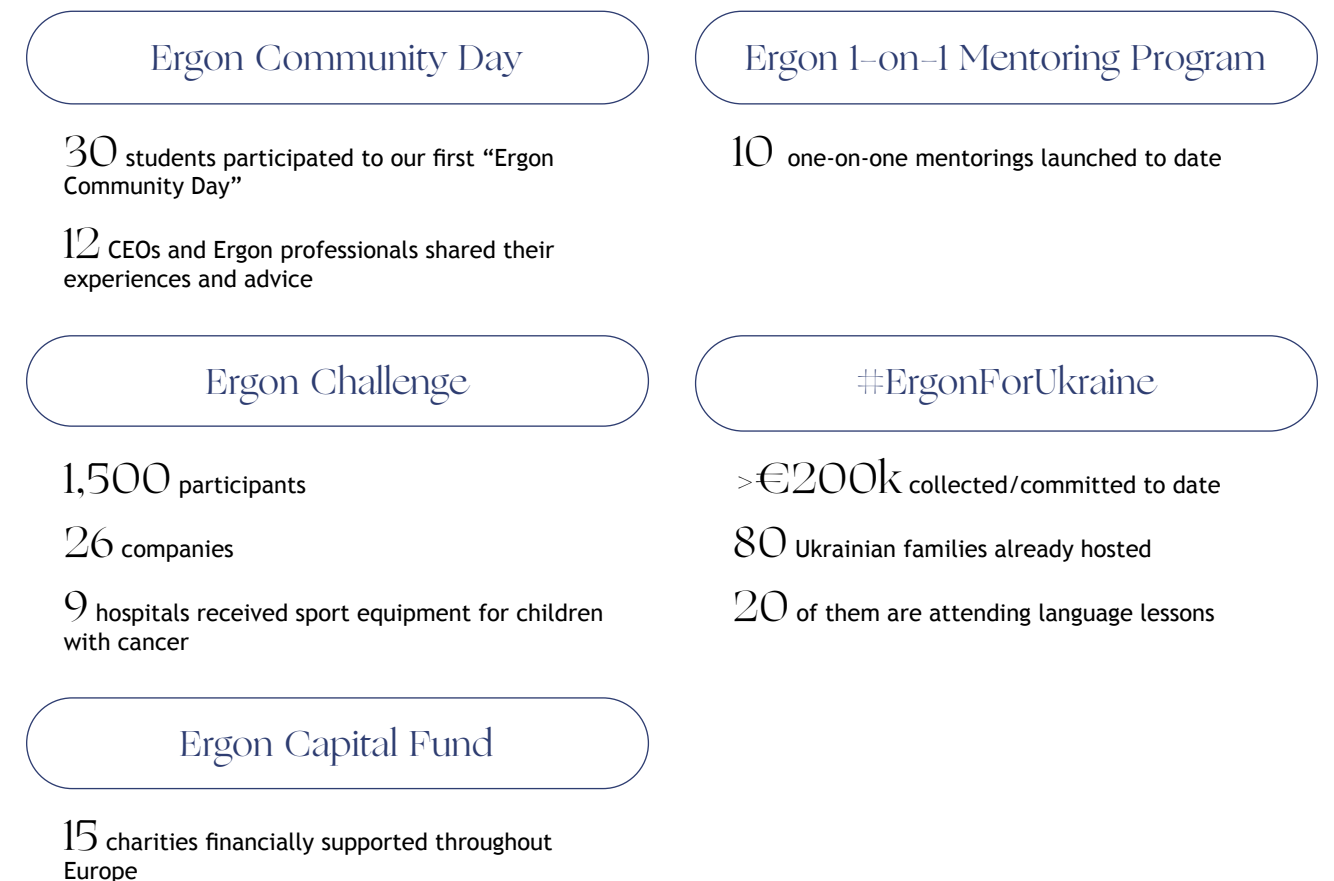 Ergon Community Day
30 students participated to our first “Ergon
Community Day”
12 CEOs and Ergon professionals shared their
experiences and advice
Ergon 1-on-1 Mentoring Program
10 one-on-one mentorings launched to date
Ergon Challenge
1,500 participants
26 companies
9 hospitals received sport equipment for children
with cancer
#ErgonForUkraine
>€200k collected/committed to date
80 Ukrainian families already hosted
20 of them are attending language lessons
Ergon Capital Fund
15 charities financially supported throughout
Europe